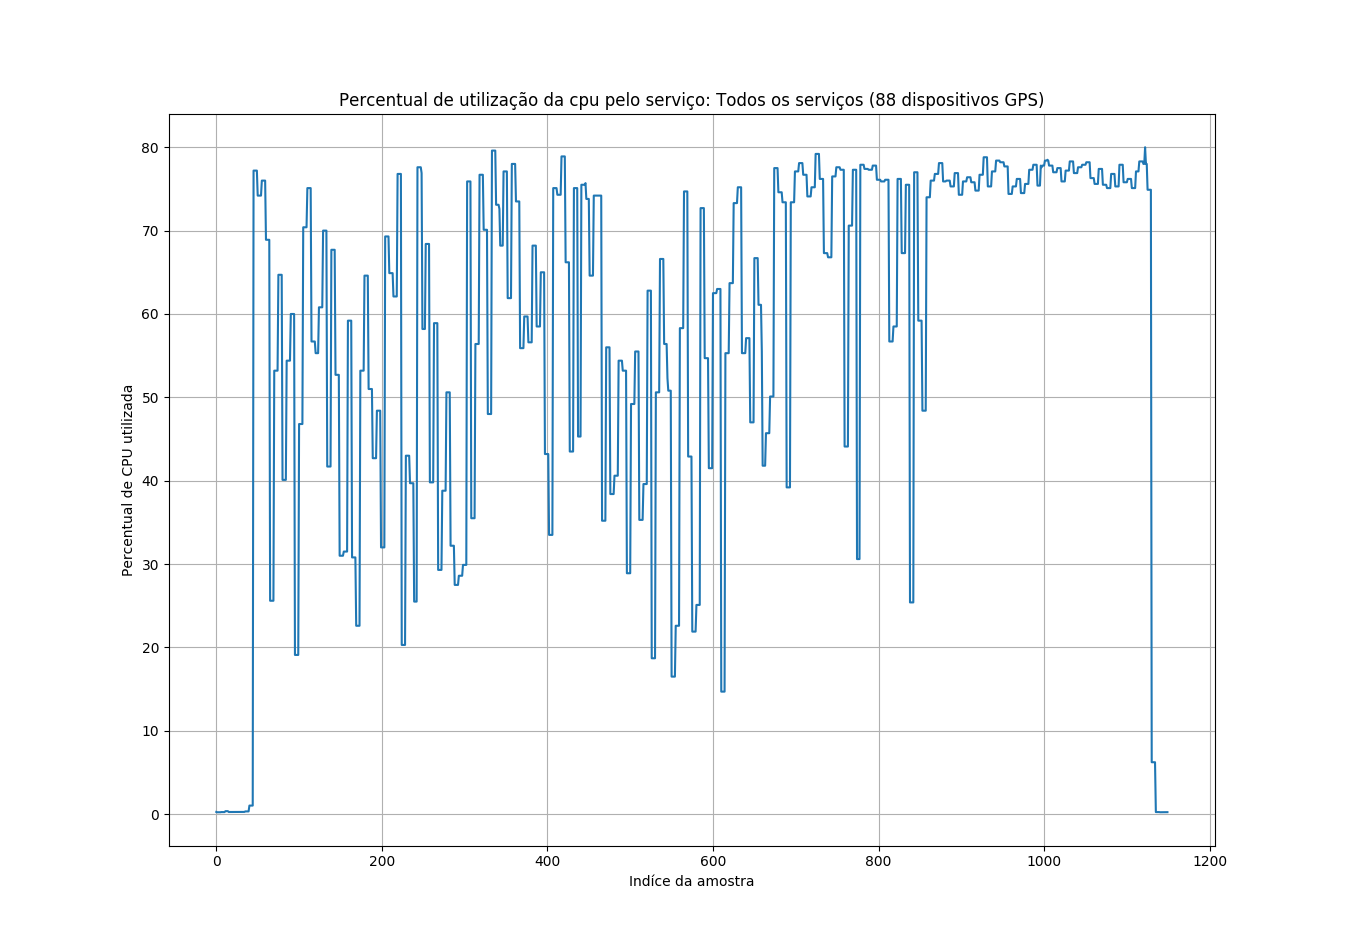 Percentual de utilização da cpu pelo serviço: Todos os serviços (88 dispositivos GPS)
Percentual de CPU utilizada
80
70
60
50
40
30
20
10
0
0 200 400 600 800 1000 1200
Indíce da amostra